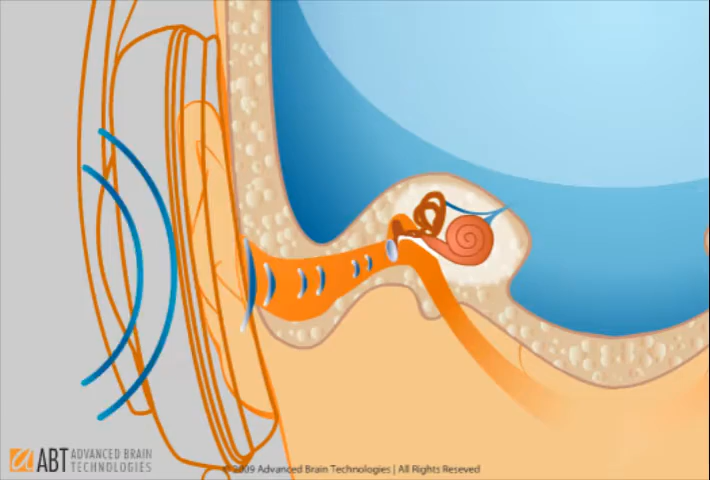 ABT ADVANCED BRAIN
TECHNOLOGIES
© 2009 Advanced Brain Technologies | All Rights Reseved